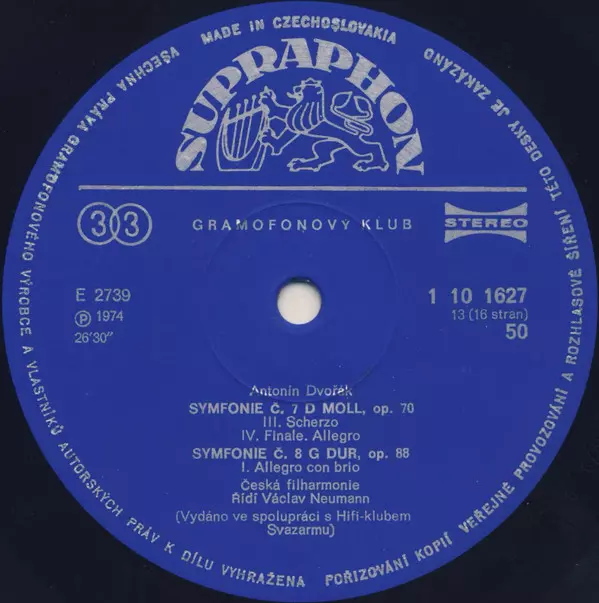 MADE IN CZECHOSLOVAKIA
VŠECHNA PRÁVA GRAMOFONOVÉHO VÝROBCE A VLASTNÍKŮ AUTORSKÝCH PRÁV K DÍLU VYHRAŽENA
POŘIZOVÁNÍ KOPIÍ VEŘEJNÉ PROVOZOVÁNÍ A ROZHLASOVÉ ŠÍŘENÍ TÉTO DESKY JE ZAKÁZÁNO
SUPRAPHON
33
GRAMOFONOVÝ KLUB
STEREO
E 2739
Ⓟ 1974
26'30"
1 10 1627
13 (16 stran)
50
Antonín Dvořák
SYMFONIE Č. 7 D MOLL, op. 70
III. Scherzo
IV. Finale. Allegro
SYMFONIE Č. 8 G DUR, op. 88
I. Allegro con brio
Česká filharmonie
Řídí Václav Neumann
(Vydáno ve spolupráci s Hifi-klubem
Svazarmu)